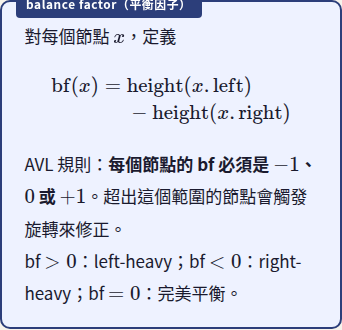 balance factor（平衡因子）
對每個節點 x，定義
bf(x) = height(x.left)
− height(x.right)
AVL 規則：每個節點的 bf 必須是 −1、
0 或 +1。超出這個範圍的節點會觸發
旋轉來修正。
bf > 0：left-heavy；bf < 0：right-
heavy；bf = 0：完美平衡。